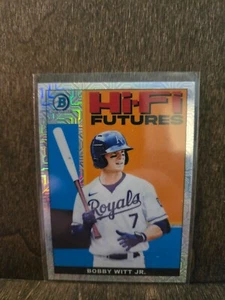 B
Hi-Fi
FUTURES
Royals
7
BOBBY WITT JR.